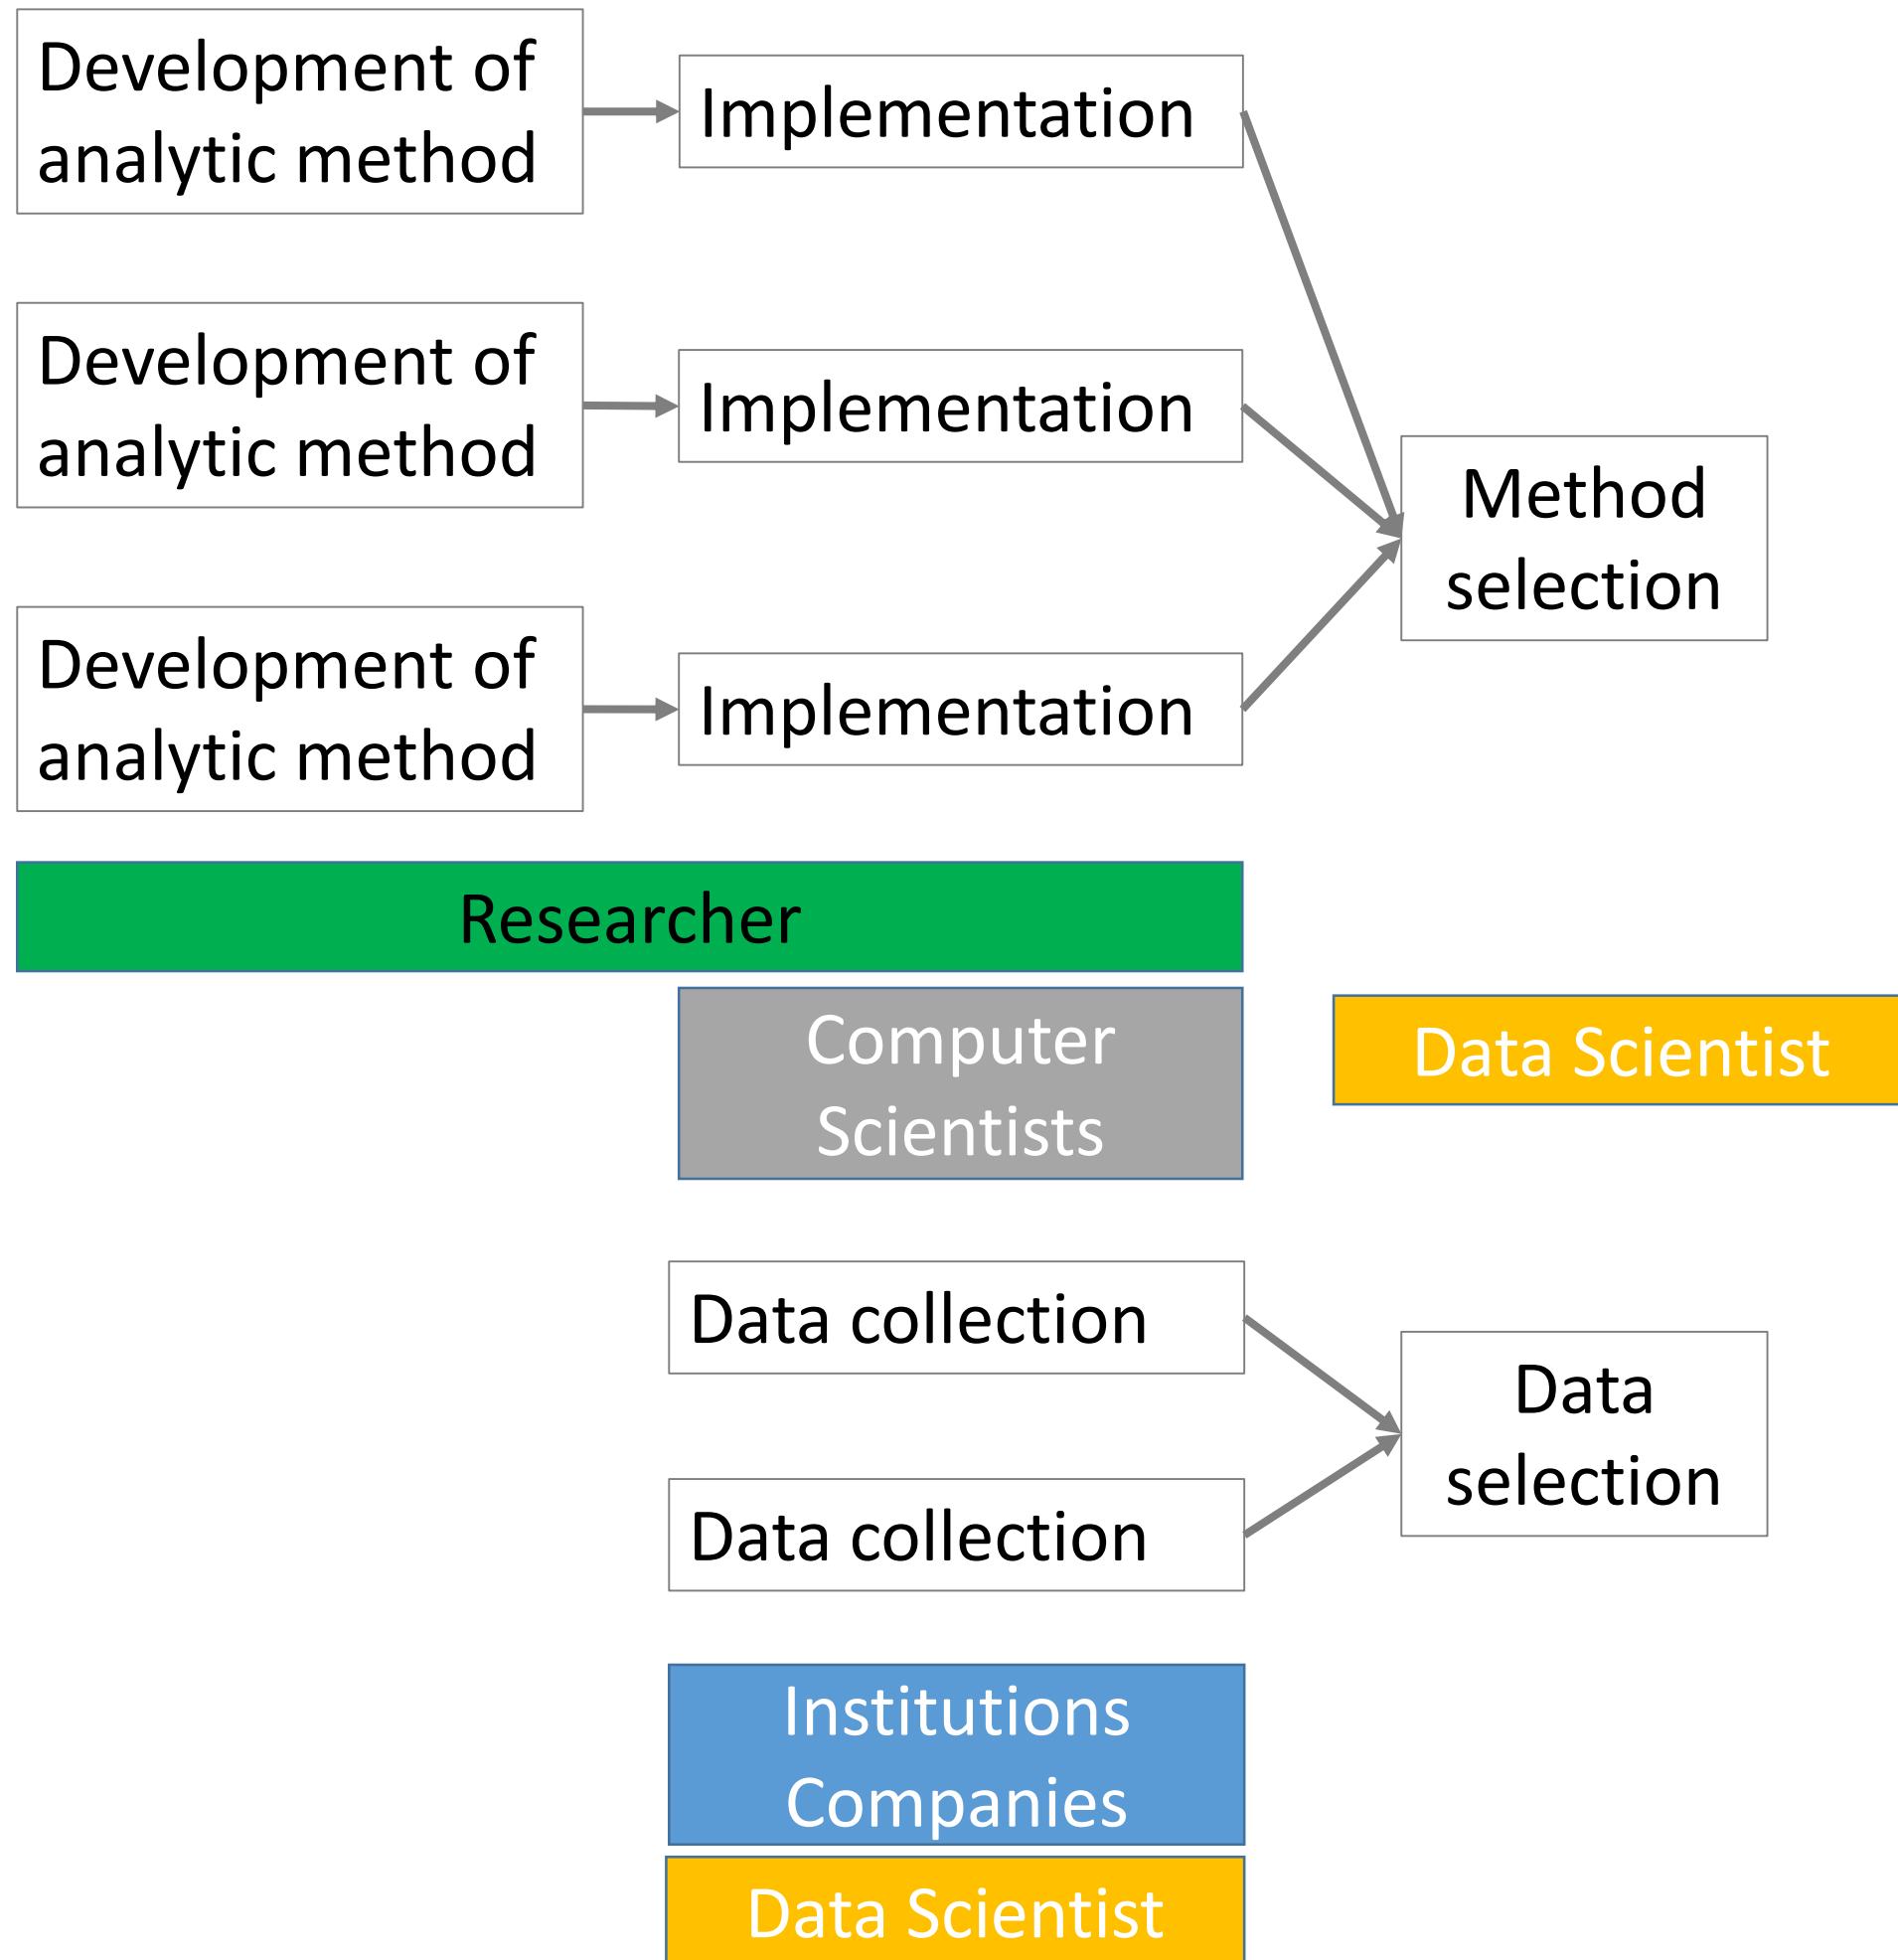 Development of
analytic method
Implementation
Development of
analytic method
Implementation
Method
selection
Development of
analytic method
Implementation
Researcher
Computer
Scientists
Data Scientist
Data collection
Data
selection
Data collection
Institutions
Companies
Data Scientist